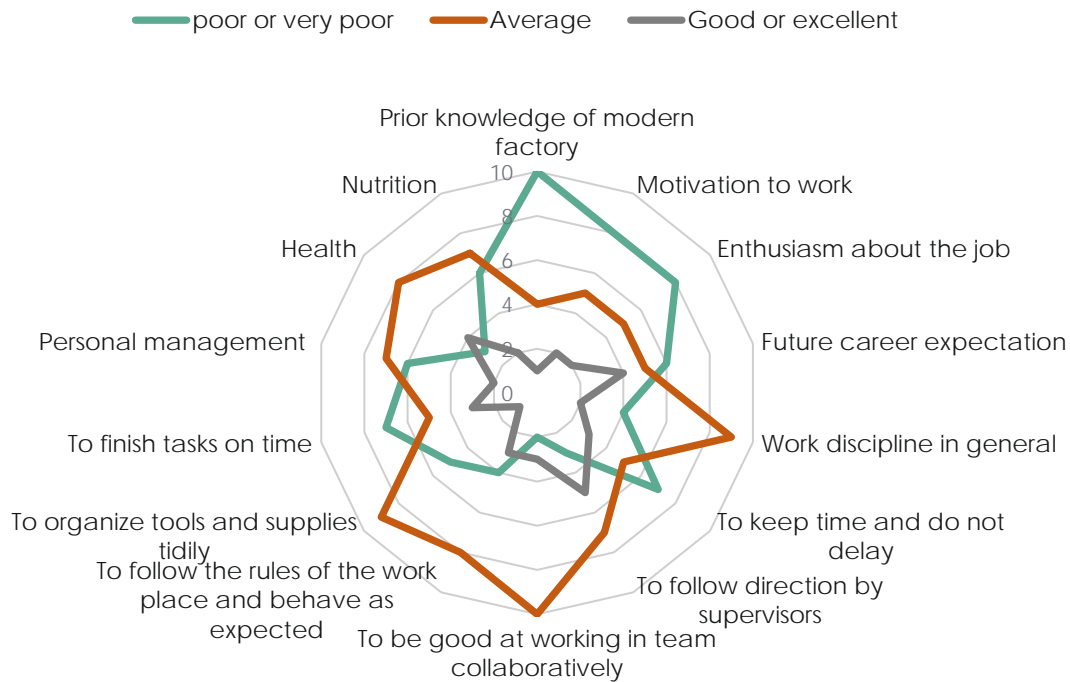 poor or very poor
Average
Good or excellent
Prior knowledge of modern
factory
Motivation to work
Enthusiasm about the job
Future career expectation
Work discipline in general
To keep time and do not
delay
To follow direction by
supervisors
To be good at working in team
collaboratively
To follow the rules of the work
place and behave as
expected
To organize tools and supplies
tidily
To finish tasks on time
Personal management
Health
Nutrition
10
8
6
4
2
0